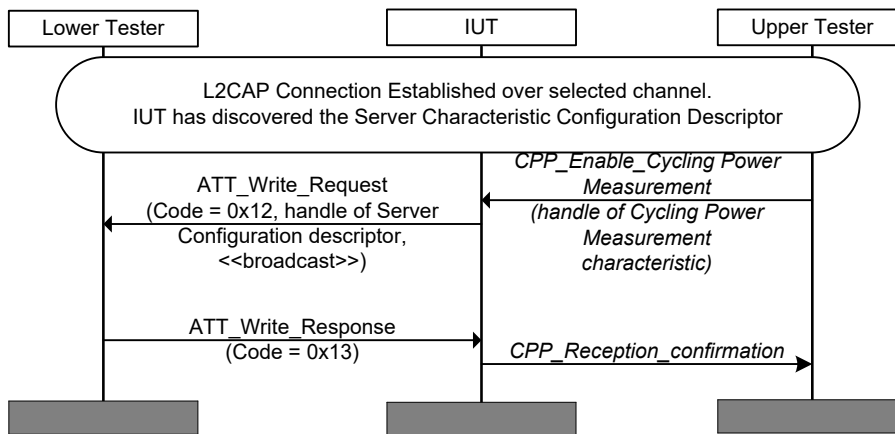 Lower Tester
IUT
Upper Tester
L2CAP Connection Established over selected channel.
IUT has discovered the Server Characteristic Configuration Descriptor
CPP_Enable_Cycling Power
Measurement
(handle of Cycling Power
Measurement
characteristic)
ATT_Write_Request
(Code = 0x12, handle of Server
Configuration descriptor,
<<broadcast>>)
ATT_Write_Response
(Code = 0x13)
CPP_Reception_confirmation